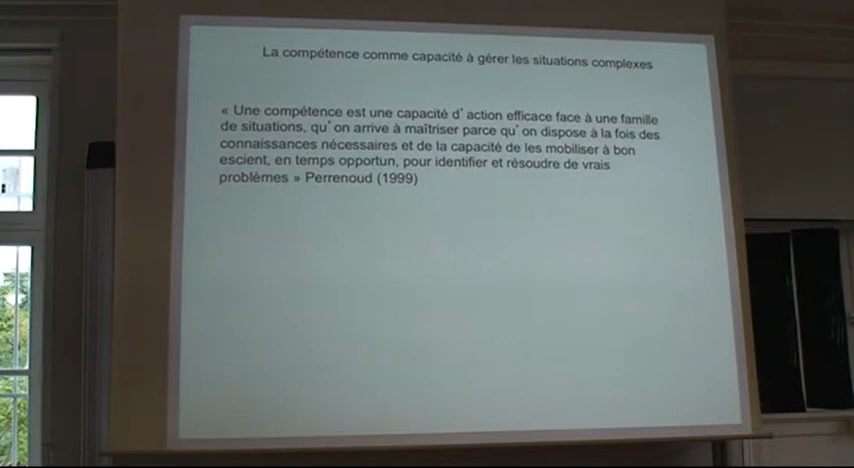 La compétence comme capacité à gérer les situations complexes
« Une compétence est une capacité d' action efficace face à une famille
de situations, qu' on arrive à maîtriser parce qu' on dispose à la fois des
connaissances nécessaires et de la capacité de les mobiliser à bon
escient, en temps opportun, pour identifier et résoudre de vrais
problèmes » Perrenoud (1999)